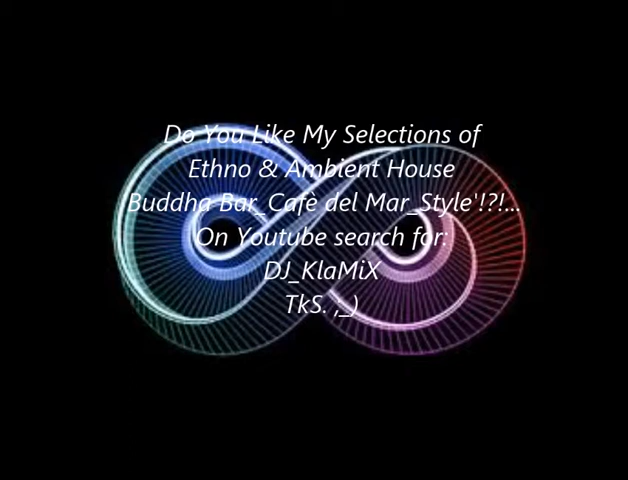 Do You Like My Selections of
Ethno & Ambient House
Buddha Bar_Cafè del Mar_Style'!?!...
On Youtube search for:
DJ_KlaMiX
TkS. ;_)